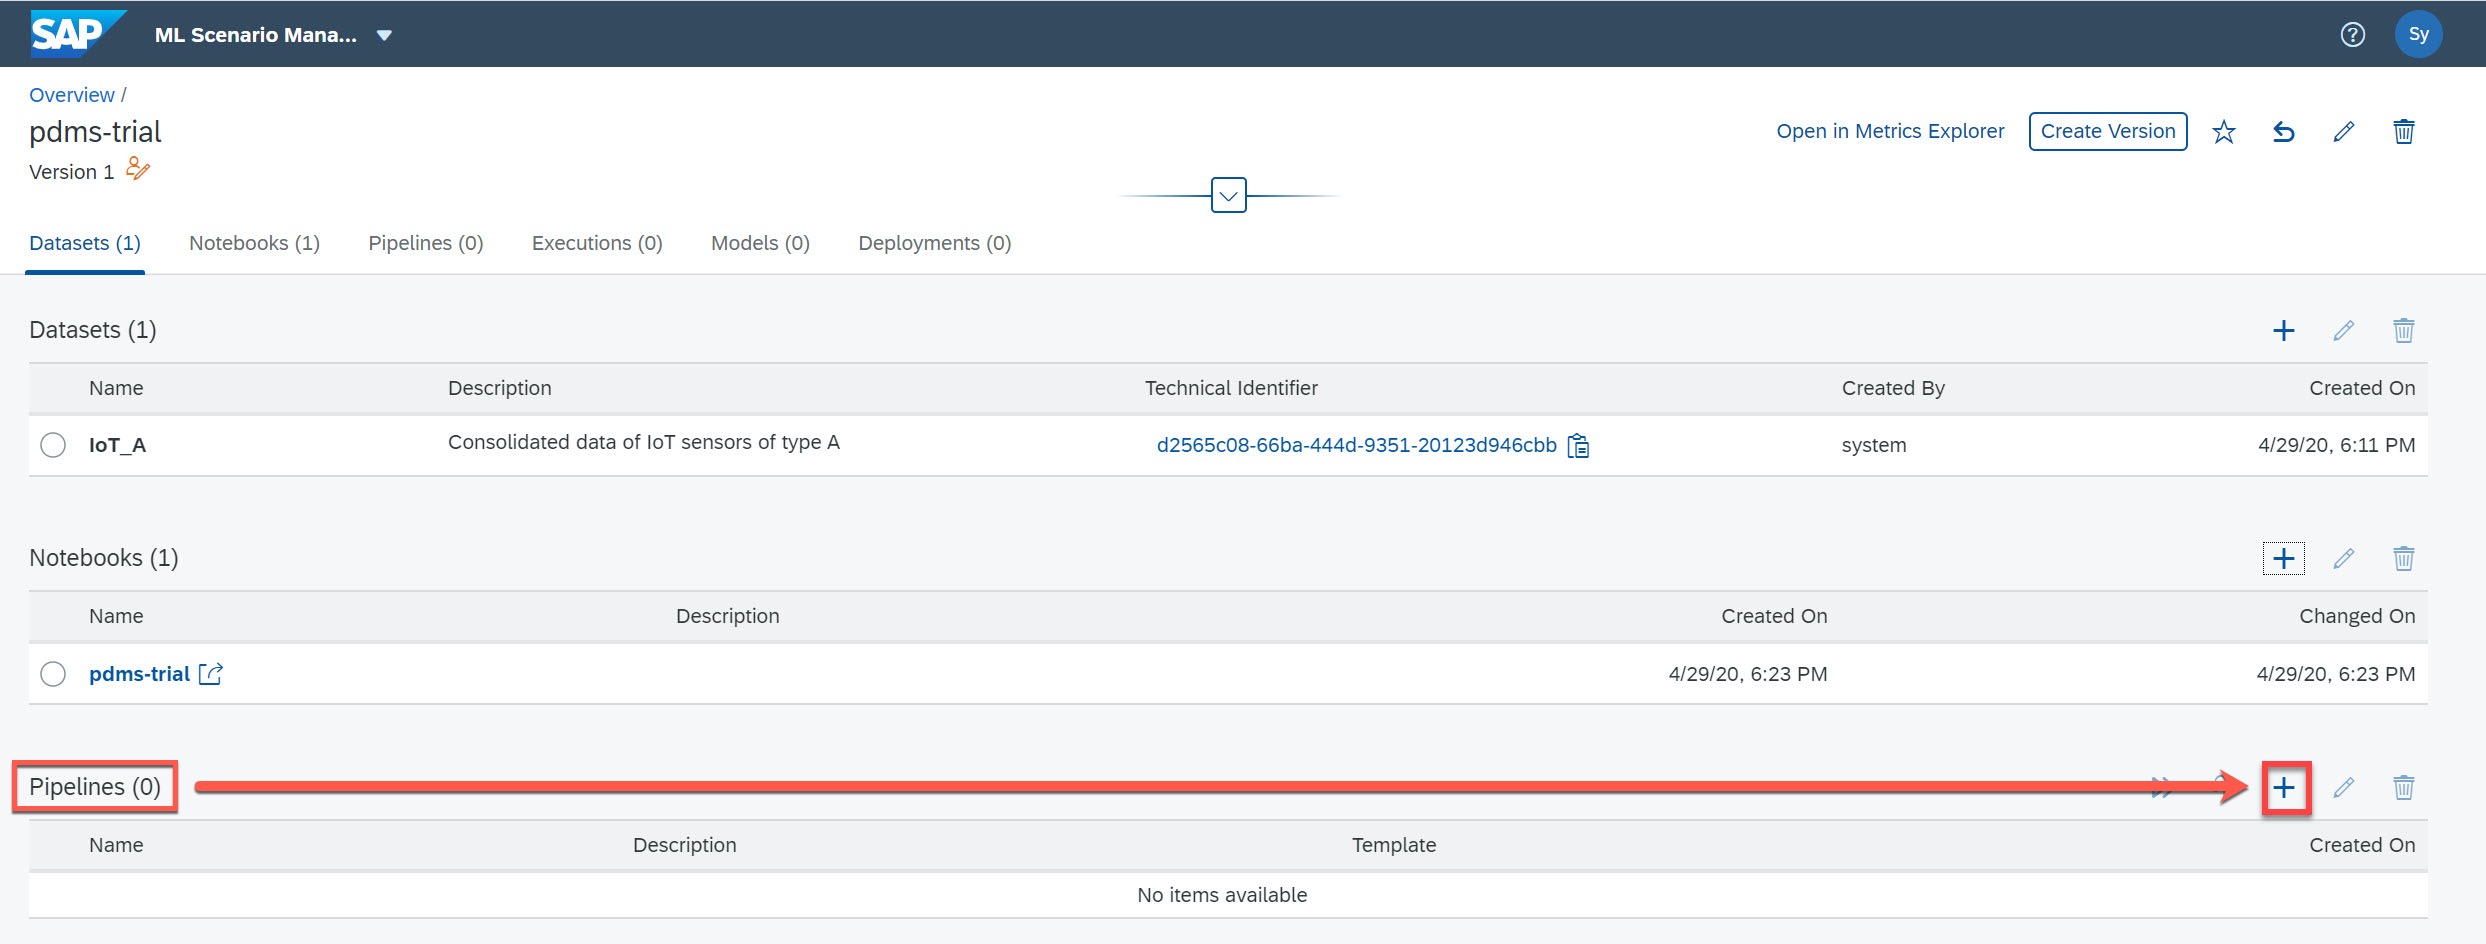 SAP ML Scenario Mana... Sy
Overview /
pdms-trial
Open in Metrics Explorer Create Version
Version 1
Datasets (1) Notebooks (1) Pipelines (0) Executions (0) Models (0) Deployments (0)
Datasets (1)
Name Description Technical Identifier Created By Created On
IoT_A Consolidated data of IoT sensors of type A d2565c08-66ba-444d-9351-20123d946cbb system 4/29/20, 6:11 PM
Notebooks (1)
Name Description Created On Changed On
pdms-trial 4/29/20, 6:23 PM 4/29/20, 6:23 PM
Pipelines (0)
Name Description Template Created On
No items available